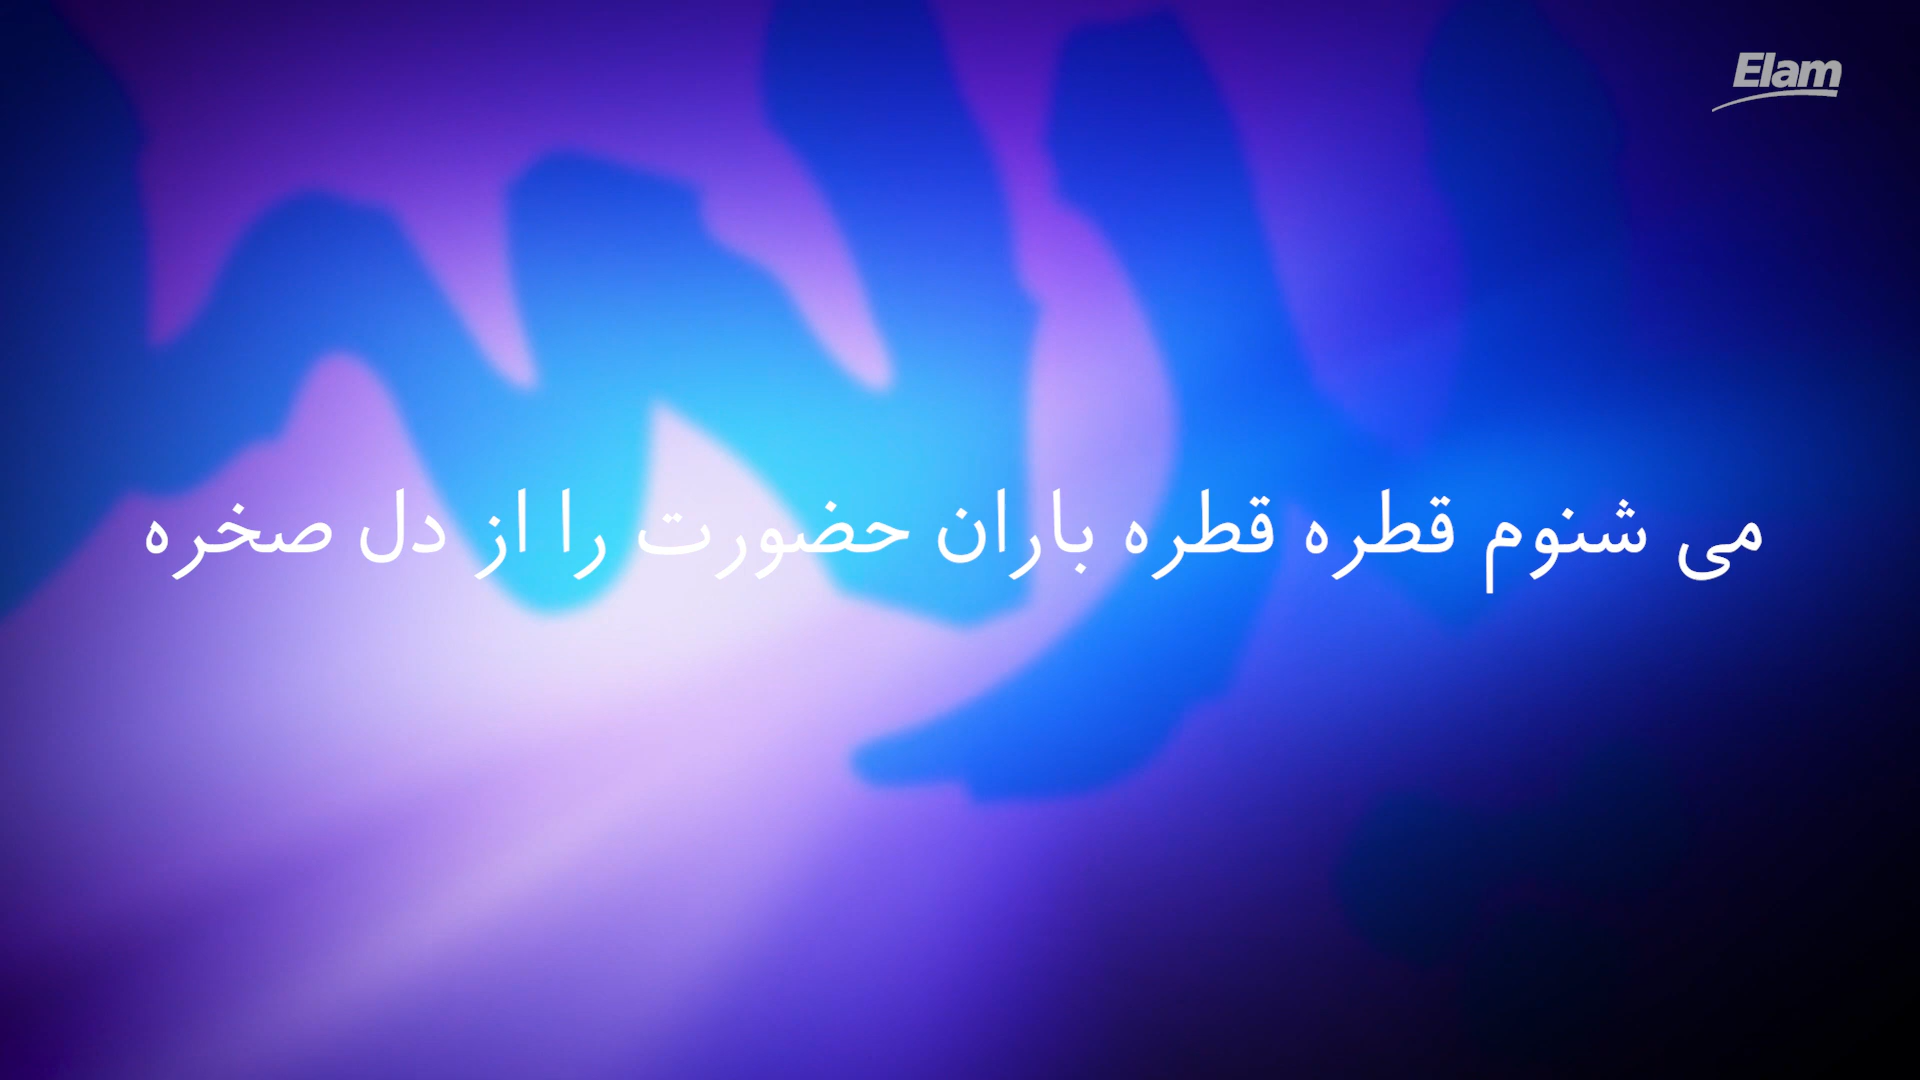 Elam
می شنوم قطره قطره باران حضورت را از دل صخره